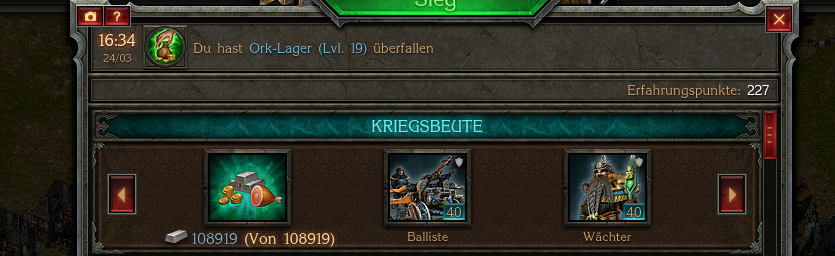 Sieg
?
16:34
24/03
Du hast Ork-Lager (Lvl. 19) überfallen
Erfahrungspunkte: 227
KRIEGSBEUTE
40
40
108919 (Von 108919)
Balliste
Wächter